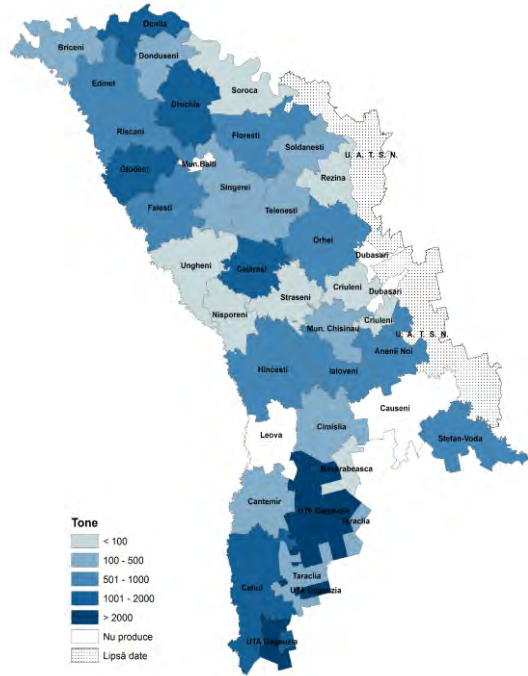 Donita
Briceni
Donduseni
Edinet
Soroca
Drochia
Riscani
Floresti
Soldanesti
U. A. T. S. N.
Mun.Balti
Glodeni
Rezina
Singerei
Falesti
Telenesti
Orhei
Dubasari
Ungheni
Calarasi
Criuleni
Dubasari
Straseni
Nisporeni
Criuleni
Mun. Chisinau
U. A. T. S. N.
Anenii Noi
Hincesti
Ialoveni
Causeni
Leova
Cimislia
Stefan-Voda
Basarabeasca
Cantemir
UTA Gagauzia
Taraclia
Taraclia
Cahul
UTA Gagauzia
UTA Gagauzia
Tone
< 100
100 - 500
501 - 1000
1001 - 2000
> 2000
Nu produce
Lipsă date